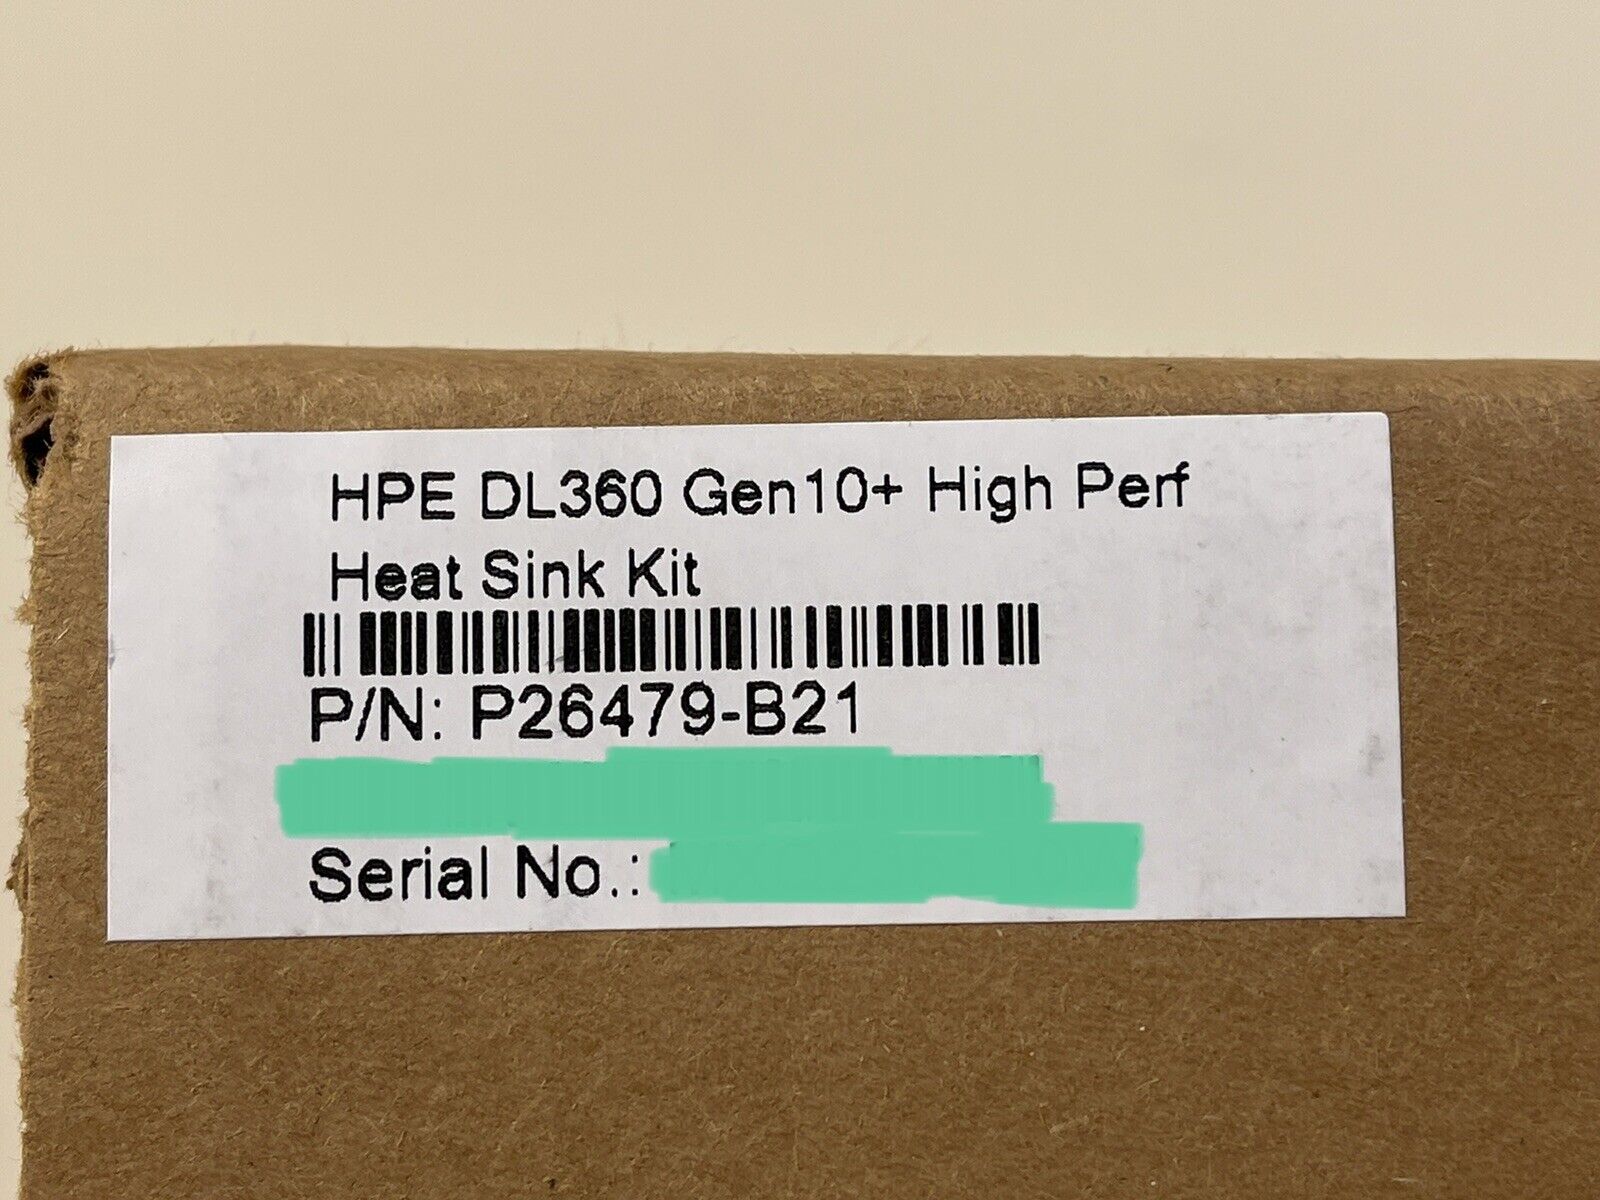 HPE DL360 Gen10+ High Perf
Heat Sink Kit
P/N: P26479-B21
Serial No.: